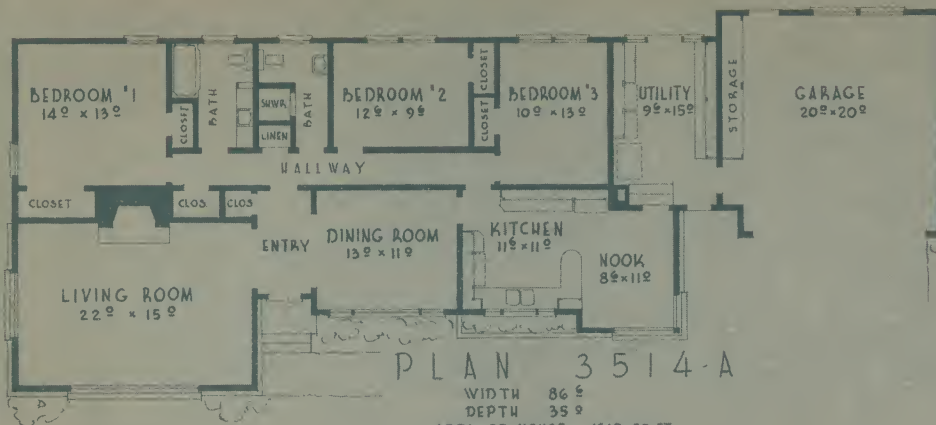 BEDROOM #1
14⁰ x 13⁰
CLOSET
BATH
SHWR
LINEN
BATH
BEDROOM #2
12⁶ x 9⁶
CLOSET
CLOSET
BEDROOM #3
10⁰ x 13⁰
UTILITY
9⁶ x 15⁰
STORAGE
GARAGE
20⁰ x 20⁰
HALLWAY
CLOSET
CLOS
CLOS
ENTRY
DINING ROOM
13⁰ x 11⁰
KITCHEN
11⁶ x 11⁰
NOOK
8⁶ x 11⁰
LIVING ROOM
22⁰ x 15⁰
PLAN 3514-A
WIDTH 86⁶
DEPTH 35⁰